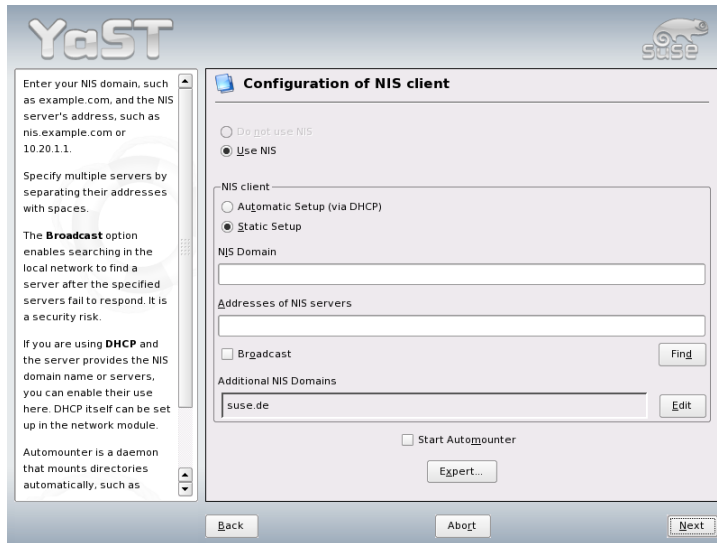 YaST
SUSE
Enter your NIS domain, such
as example.com, and the NIS
server's address, such as
nis.example.com or
10.20.1.1.
Specify multiple servers by
separating their addresses
with spaces.
The Broadcast option
enables searching in the
local network to find a
server after the specified
servers fail to respond. It is
a security risk.
If you are using DHCP and
the server provides the NIS
domain name or servers,
you can enable their use
here. DHCP itself can be set
up in the network module.
Automounter is a daemon
that mounts directories
automatically, such as
Configuration of NIS client
Do not use NIS
Use NIS
NIS client
Automatic Setup (via DHCP)
Static Setup
NIS Domain
Addresses of NIS servers
Broadcast
Find
Additional NIS Domains
suse.de
Edit
Start Automounter
Expert...
Back
Abort
Next